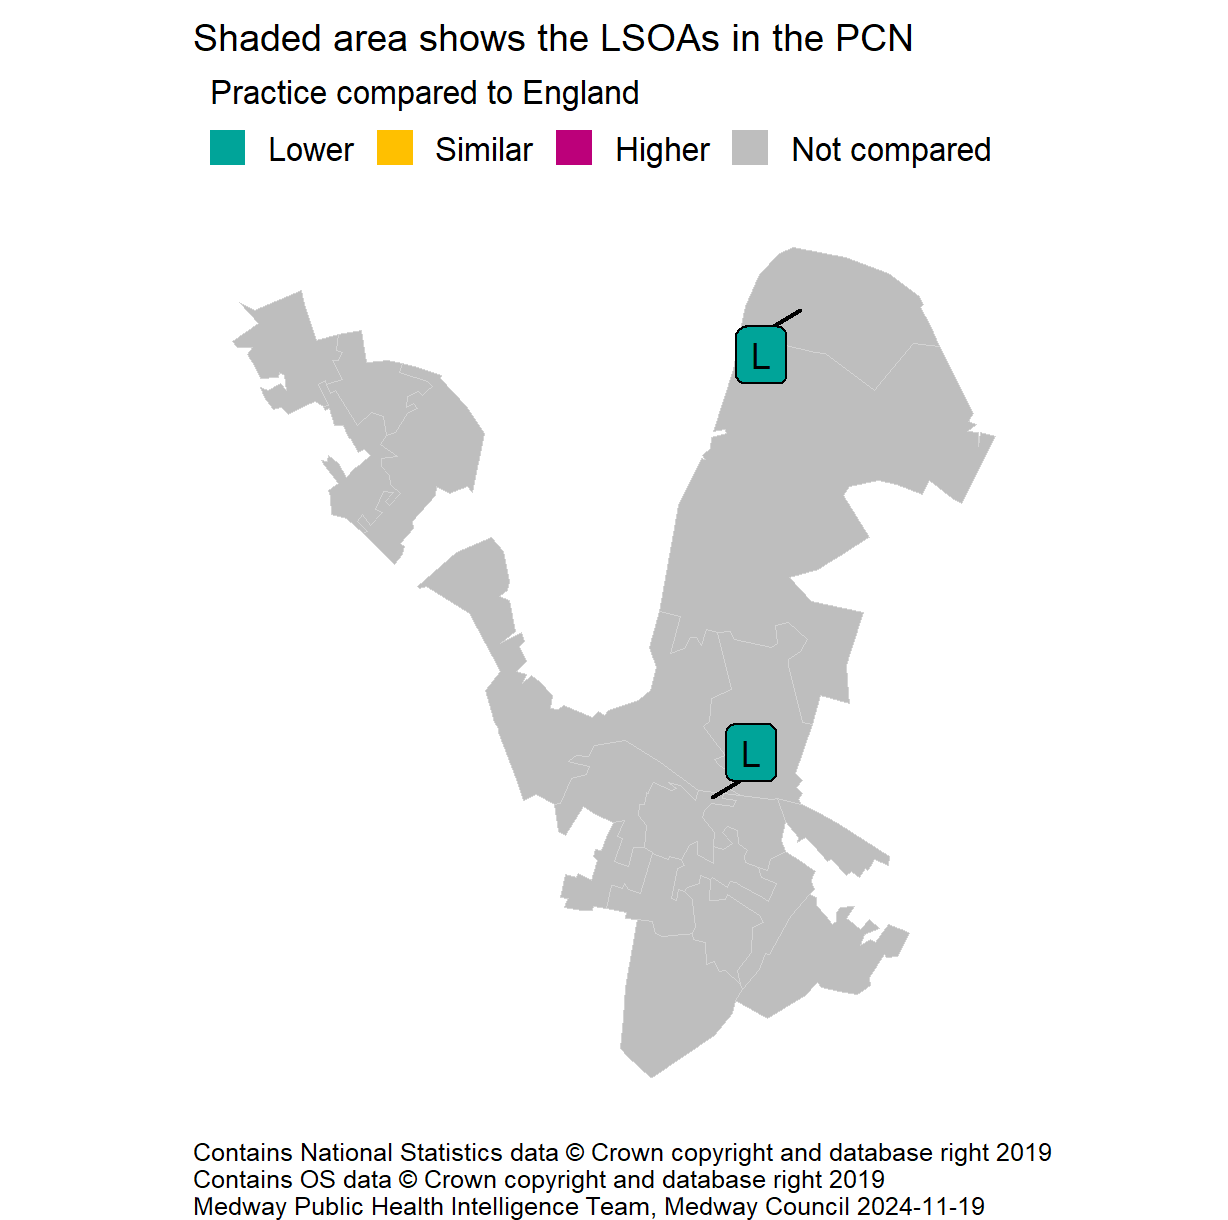 Shaded area shows the LSOAs in the PCN
Practice compared to England
Lower Similar Higher Not compared
L
L
Contains National Statistics data © Crown copyright and database right 2019
Contains OS data © Crown copyright and database right 2019
Medway Public Health Intelligence Team, Medway Council 2024-11-19